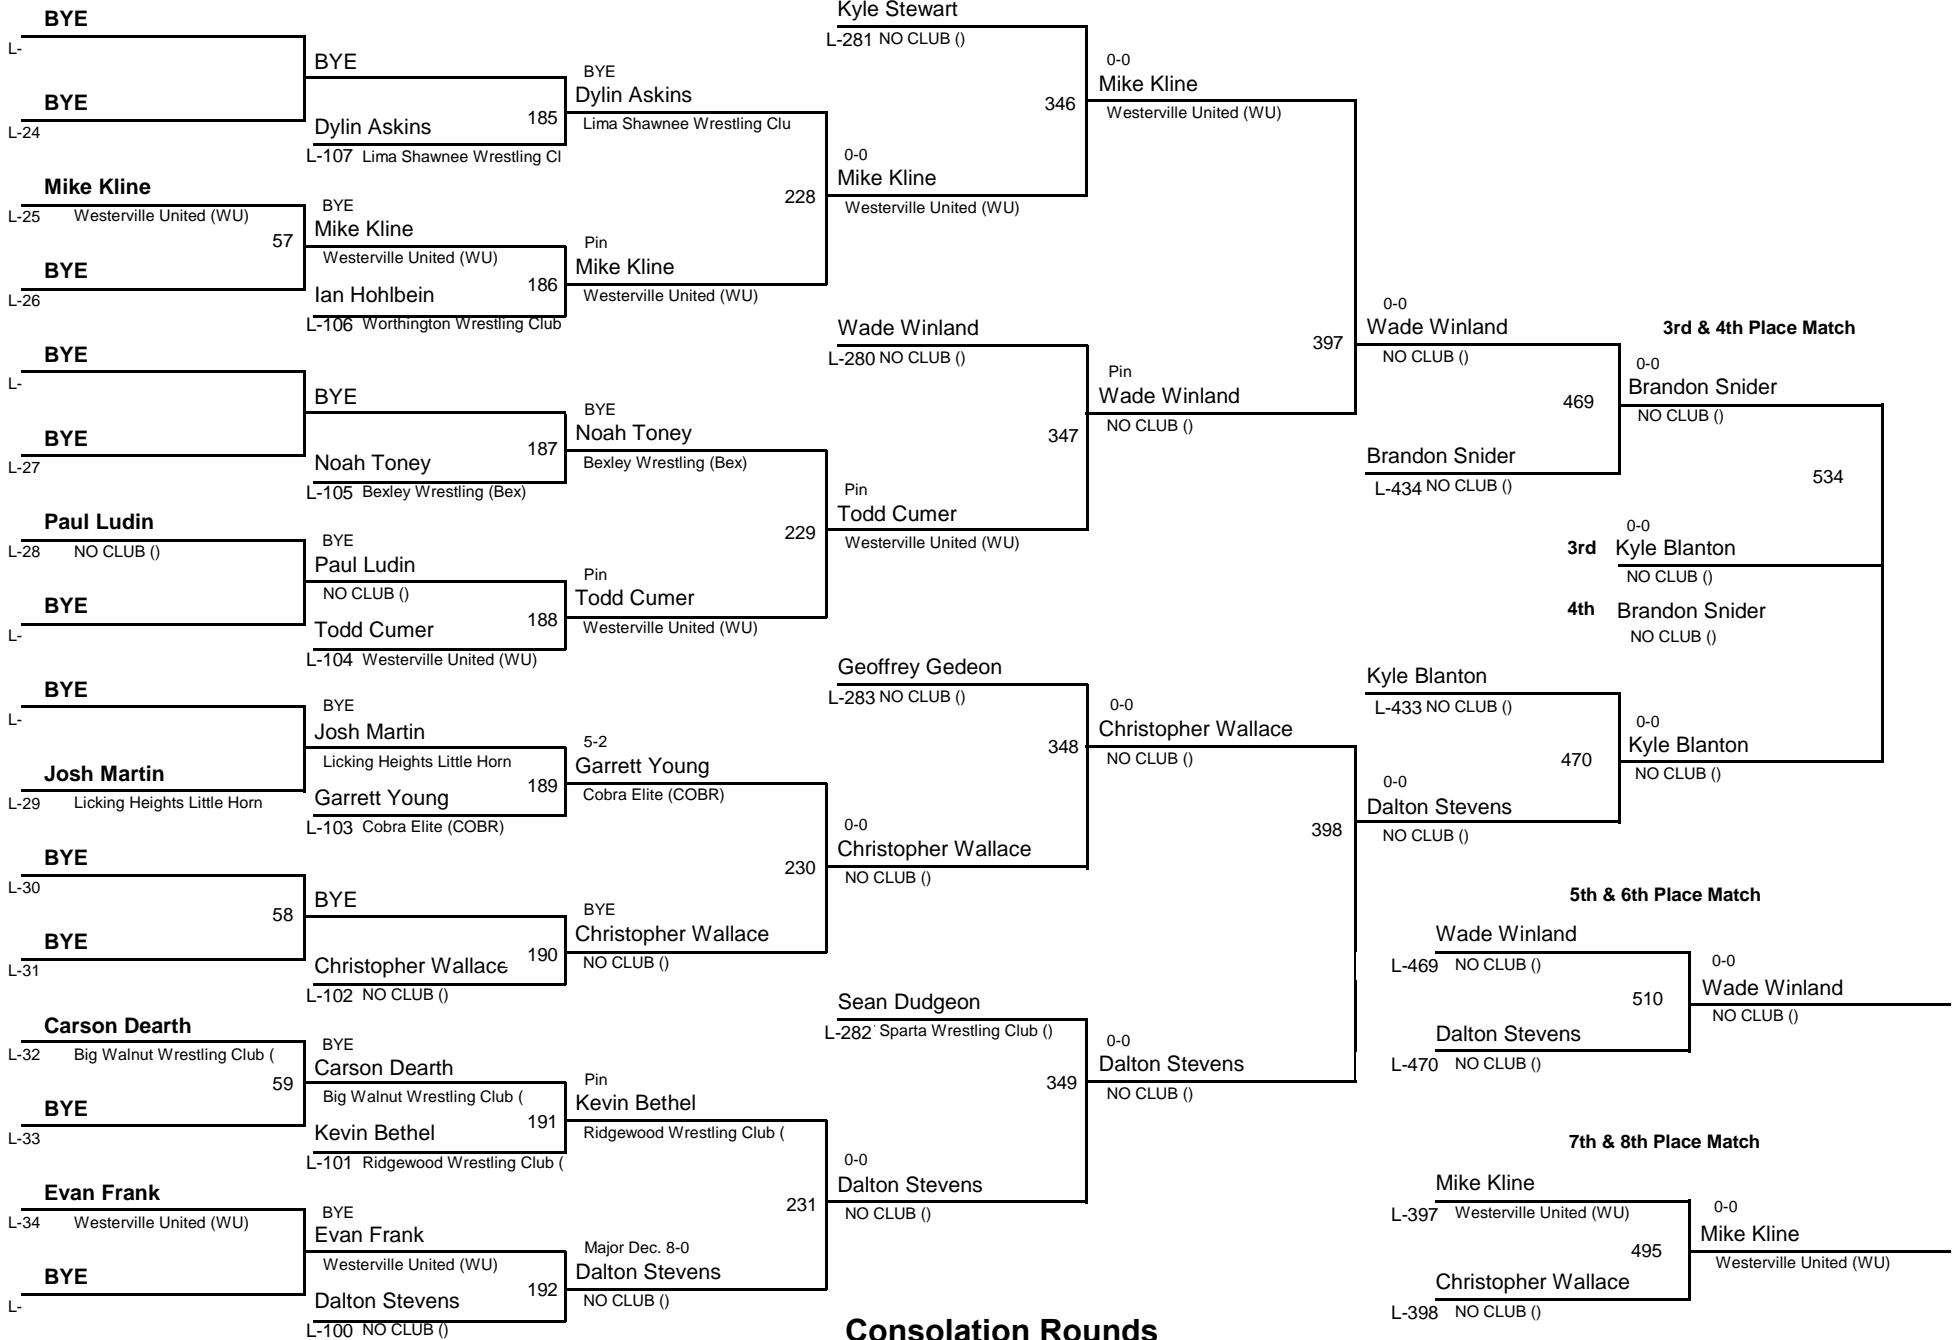 BYE
L-
BYE
L-24
Mike Kline
L-25 Westerville United (WU)
57
BYE
L-26
BYE
L-
BYE
L-27
Paul Ludin
L-28 NO CLUB ()
BYE
L-
BYE
L-
Josh Martin
L-29 Licking Heights Little Horn
BYE
L-30
58
BYE
L-31
Carson Dearth
L-32 Big Walnut Wrestling Club (
59
BYE
L-33
Evan Frank
L-34 Westerville United (WU)
BYE
L-
BYE
Dylin Askins
185
L-107 Lima Shawnee Wrestling Cl
BYE
Mike Kline
Westerville United (WU)
Ian Hohlbein
186
L-106 Worthington Wrestling Club
BYE
Noah Toney
187
L-105 Bexley Wrestling (Bex)
BYE
Paul Ludin
NO CLUB ()
Todd Cumer
188
L-104 Westerville United (WU)
BYE
Josh Martin
Licking Heights Little Horn
Garrett Young
189
L-103 Cobra Elite (COBR)
BYE
Christopher Wallace
190
L-102 NO CLUB ()
BYE
Carson Dearth
Big Walnut Wrestling Club (
Kevin Bethel
191
L-101 Ridgewood Wrestling Club (
BYE
Evan Frank
Westerville United (WU)
Dalton Stevens
192
L-100 NO CLUB ()
BYE
Dylin Askins
Lima Shawnee Wrestling Clu
228
Pin
Mike Kline
Westerville United (WU)
BYE
Noah Toney
Bexley Wrestling (Bex)
229
Pin
Todd Cumer
Westerville United (WU)
5-2
Garrett Young
Cobra Elite (COBR)
230
BYE
Christopher Wallace
NO CLUB ()
Pin
Kevin Bethel
Ridgewood Wrestling Club (
231
Major Dec. 8-0
Dalton Stevens
NO CLUB ()
Kyle Stewart
L-281 NO CLUB ()
346
0-0
Mike Kline
Westerville United (WU)
Wade Winland
L-280 NO CLUB ()
347
Pin
Todd Cumer
Westerville United (WU)
Geoffrey Gedeon
L-283 NO CLUB ()
348
0-0
Christopher Wallace
NO CLUB ()
Sean Dudgeon
L-282 Sparta Wrestling Club ()
349
0-0
Dalton Stevens
NO CLUB ()
Consolation Rounds
0-0
Mike Kline
Westerville United (WU)
397
Pin
Wade Winland
NO CLUB ()
0-0
Christopher Wallace
NO CLUB ()
398
0-0
Dalton Stevens
NO CLUB ()
0-0
Wade Winland
NO CLUB ()
469
Brandon Snider
L-434 NO CLUB ()
Kyle Blanton
L-433 NO CLUB ()
470
0-0
Dalton Stevens
NO CLUB ()
3rd & 4th Place Match
0-0
Brandon Snider
NO CLUB ()
534
0-0
3rd Kyle Blanton
NO CLUB ()
4th Brandon Snider
NO CLUB ()
0-0
Kyle Blanton
NO CLUB ()
5th & 6th Place Match
Wade Winland
L-469 NO CLUB ()
510
Dalton Stevens
L-470 NO CLUB ()
0-0
Wade Winland
NO CLUB ()
7th & 8th Place Match
Mike Kline
L-397 Westerville United (WU)
495
Christopher Wallace
L-398 NO CLUB ()
0-0
Mike Kline
Westerville United (WU)